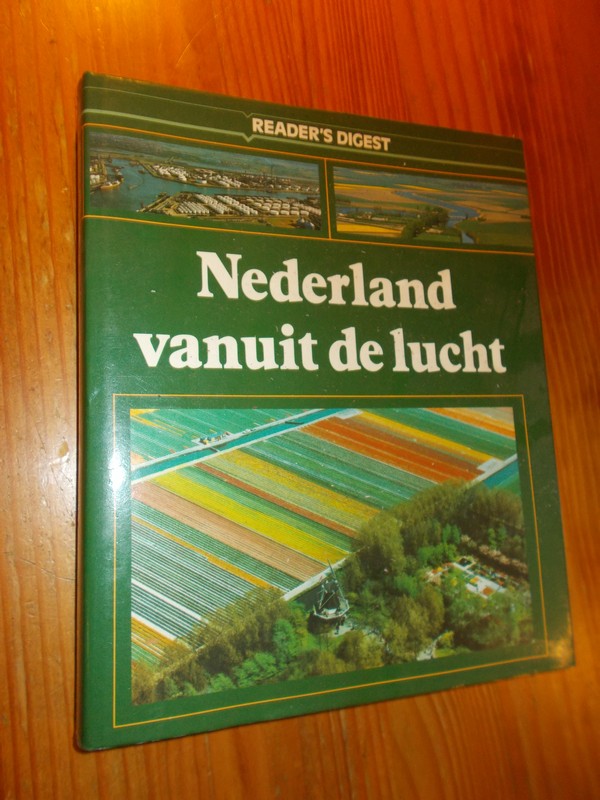 READER'S DIGEST
Nederland
vanuit de lucht